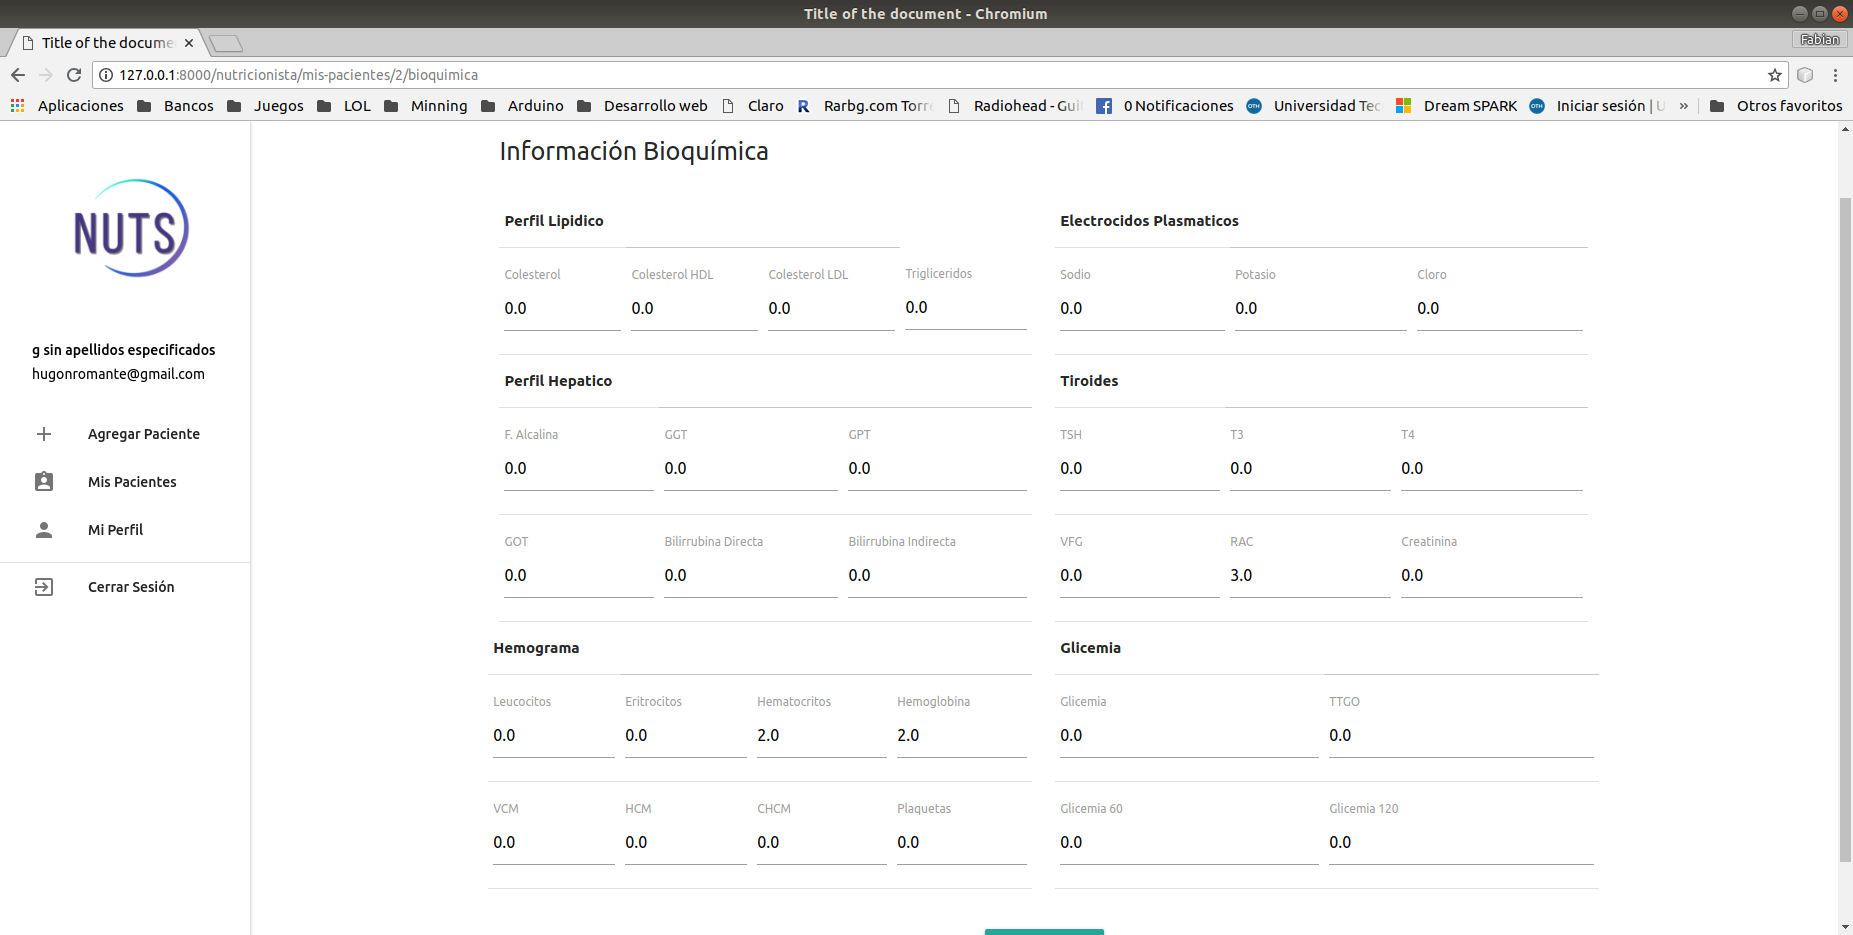 Title of the document - Chromium
Title of the docume
Fabian
127.0.0.1:8000/nutricionista/mis-pacientes/2/bioquimica
Aplicaciones Bancos Juegos LOL Minning Arduino Desarrollo web Claro R Rarbg.com Torre Radiohead - Gui 0 Notificaciones OTH Universidad Tec Dream SPARK OTH Iniciar sesión | U » Otros favoritos
NUTS
g sin apellidos especificados
hugonromante@gmail.com
Agregar Paciente
Mis Pacientes
Mi Perfil
Cerrar Sesión
Información Bioquímica
Perfil Lipidico
Colesterol Colesterol HDL Colesterol LDL Trigliceridos
0.0 0.0 0.0 0.0
Electrocidos Plasmaticos
Sodio Potasio Cloro
0.0 0.0 0.0
Perfil Hepatico
F. Alcalina GGT GPT
0.0 0.0 0.0
GOT Bilirrubina Directa Bilirrubina Indirecta
0.0 0.0 0.0
Tiroides
TSH T3 T4
0.0 0.0 0.0
VFG RAC Creatinina
0.0 3.0 0.0
Hemograma
Leucocitos Eritrocitos Hematocritos Hemoglobina
0.0 0.0 2.0 2.0
VCM HCM CHCM Plaquetas
0.0 0.0 0.0 0.0
Glicemia
Glicemia TTGO
0.0 0.0
Glicemia 60 Glicemia 120
0.0 0.0